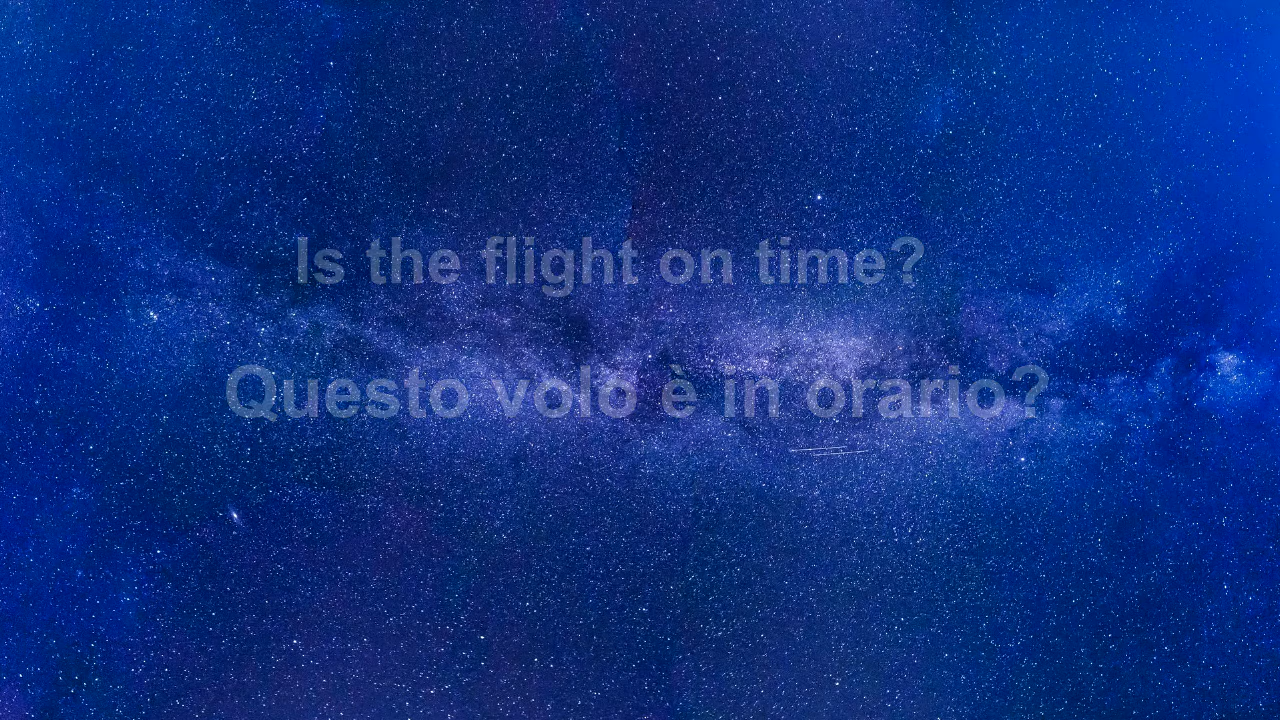 Is the flight on time?
Questo volo è in orario?